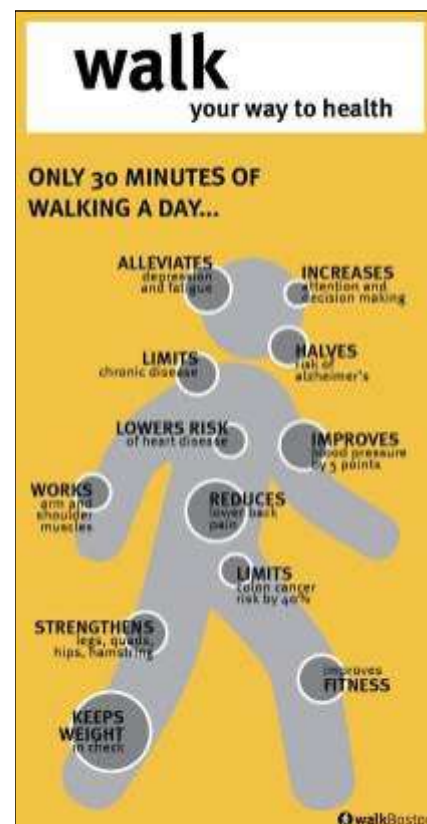 walk
your way to health
ONLY 30 MINUTES OF
WALKING A DAY...
ALLEVIATES
depression
and fatigue
INCREASES
attention and
decision making
HALVES
risk of
alzheimer's
LIMITS
chronic disease
LOWERS RISK
of heart disease
IMPROVES
blood pressure
by 5 points
WORKS
arm and
shoulder
muscles
REDUCES
lower back
pain
LIMITS
colon cancer
risk by 40%
STRENGTHENS
legs, quads,
hips, hamstring
improves
FITNESS
KEEPS
WEIGHT
in check
walkBosto